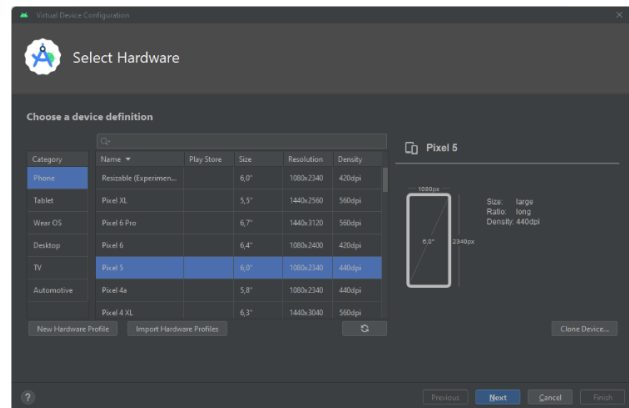 Virtual Device Configuration
Select Hardware
Choose a device definition
Category
Phone
Tablet
Wear OS
Desktop
TV
Automotive
Name ▼ Play Store Size Resolution Density
Resizable (Experimen... 6,0" 1080x2340 420dpi
Pixel XL 5,5" 1440x2560 560dpi
Pixel 6 Pro 6,7" 1440x3120 560dpi
Pixel 6 6,4" 1080x2400 420dpi
Pixel 5 6,0" 1080x2340 440dpi
Pixel 4a 5,8" 1080x2340 440dpi
Pixel 4 XL 6,3" 1440x3040 560dpi
New Hardware Profile Import Hardware Profiles
Pixel 5
1080px
6,0"
2340px
Size: large
Ratio: long
Density: 440dpi
Clone Device...
?
Previous Next Cancel Finish